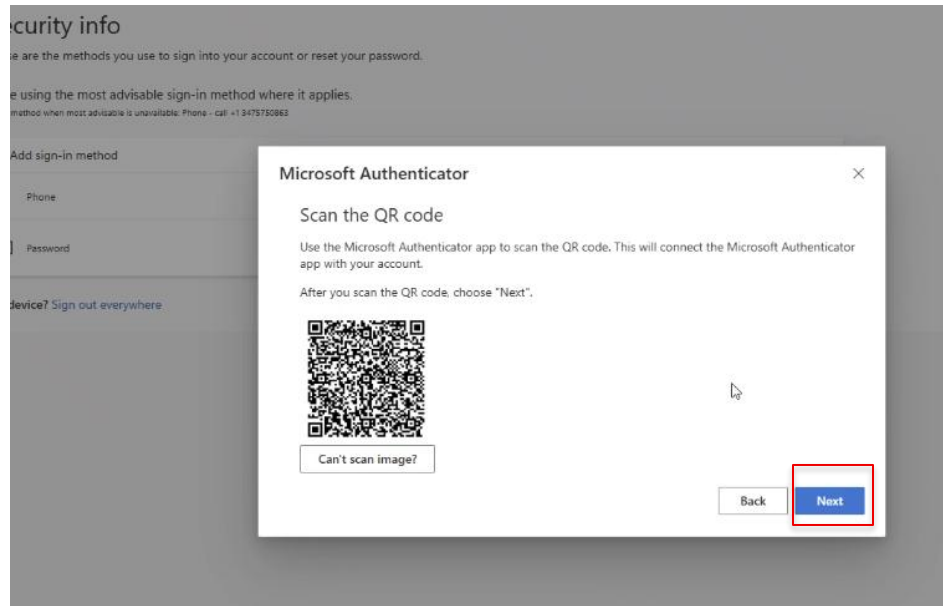 curity info
se are the methods you use to sign into your account or reset your password.
e using the most advisable sign-in method where it applies.
method when most advisable is unavailable: Phone - call +1 3475750863
Add sign-in method
Phone
Password
device? Sign out everywhere
Microsoft Authenticator
Scan the QR code
Use the Microsoft Authenticator app to scan the QR code. This will connect the Microsoft Authenticator
app with your account.
After you scan the QR code, choose "Next".
Can't scan image?
Back
Next